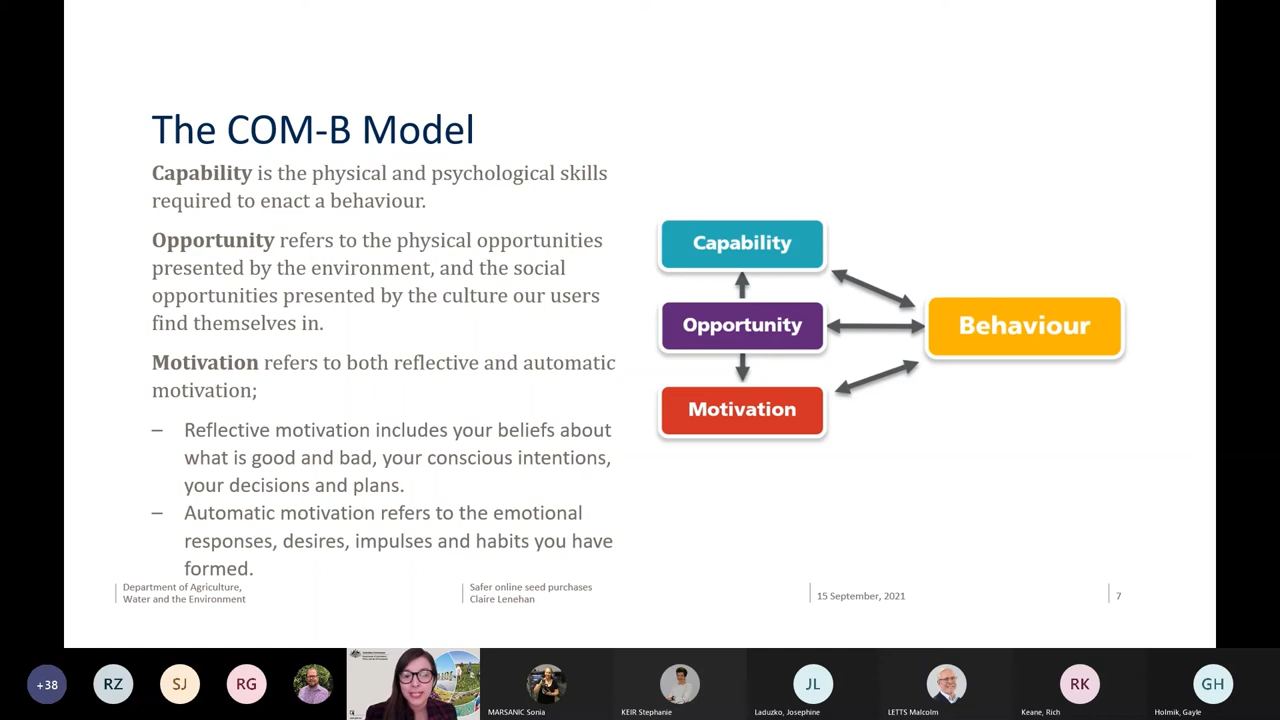 The COM-B Model
Capability is the physical and psychological skills
required to enact a behaviour.
Opportunity refers to the physical opportunities
presented by the environment, and the social
opportunities presented by the culture our users
find themselves in.
Motivation refers to both reflective and automatic
motivation;
– Reflective motivation includes your beliefs about
what is good and bad, your conscious intentions,
your decisions and plans.
– Automatic motivation refers to the emotional
responses, desires, impulses and habits you have
formed.
Capability
Opportunity
Motivation
Behaviour
Department of Agriculture,
Water and the Environment
Safer online seed purchases
Claire Lenehan
15 September, 2021
7
+38
RZ
SJ
RG
MARSANIC Sonia
KEIR Stephanie
JL
Laduzko, Josephine
LETTS Malcolm
RK
Keane, Rich
GH
Holmik, Gayle